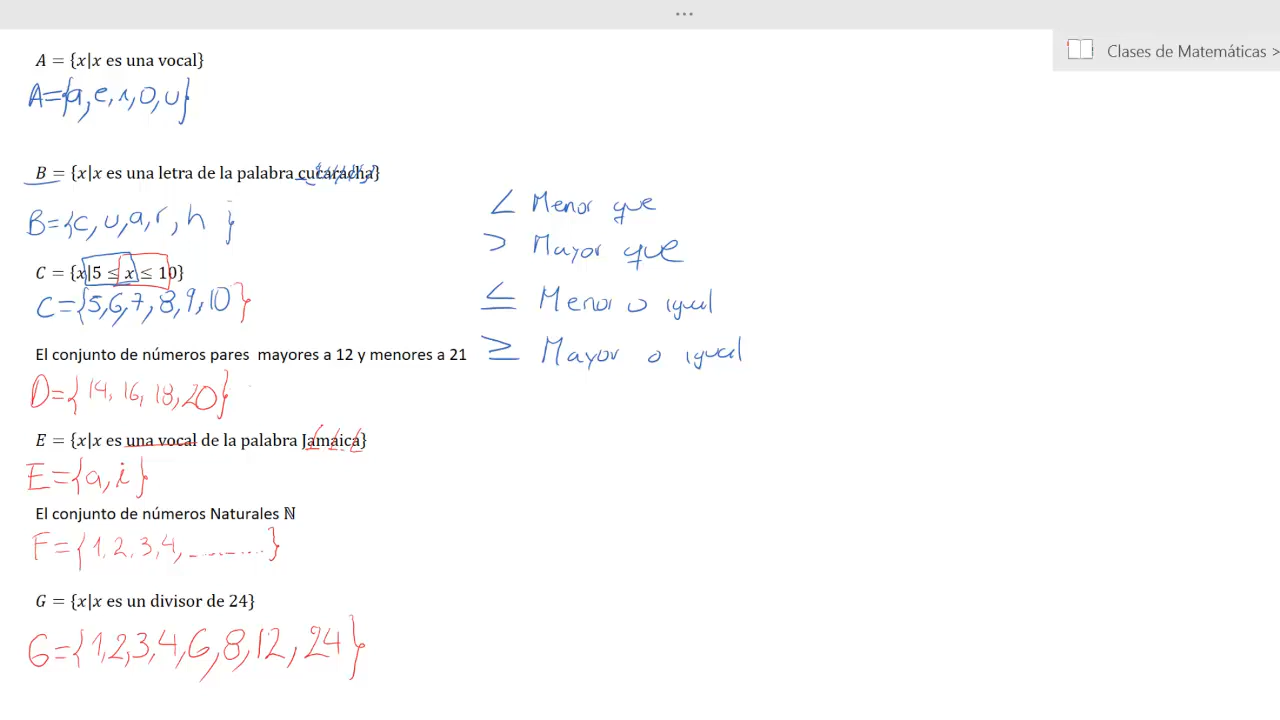 Clases de Matemáticas >
A = {x|x es una vocal}
A={a,e,i,o,u}
B = {x|x es una letra de la palabra cucaracha}
B={c,u,a,r,h }
C = {x|5 ≤ x ≤ 10}
C={5,6,7,8,9,10}
El conjunto de números pares mayores a 12 y menores a 21
D={14,16,18,20}
E = {x|x es una vocal de la palabra Jamaica}
E={a,i}
El conjunto de números Naturales ℕ
F={1,2,3,4,.........}
G = {x|x es un divisor de 24}
G={1,2,3,4,6,8,12,24}
< Menor que
> Mayor que
≤ Menor o igual
≥ Mayor o igual